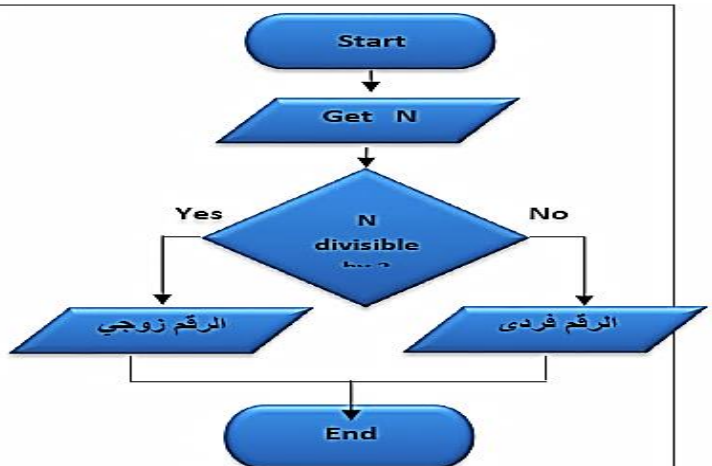 Start
Get N
N
divisible
Yes
No
الرقم زوجي
الرقم فردى
End